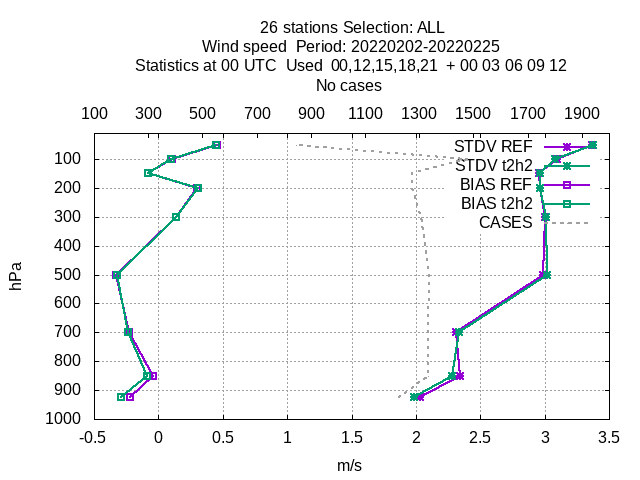 26 stations Selection: ALL
Wind speed  Period: 20220202-20220225
Statistics at 00 UTC  Used  00,12,15,18,21  + 00 03 06 09 12
No cases
100 300 500 700 900 1100 1300 1500 1700 1900
STDV REF
STDV t2h2
BIAS REF
BIAS t2h2
CASES
hPa
100
200
300
400
500
600
700
800
900
1000
-0.5 0 0.5 1 1.5 2 2.5 3 3.5
m/s